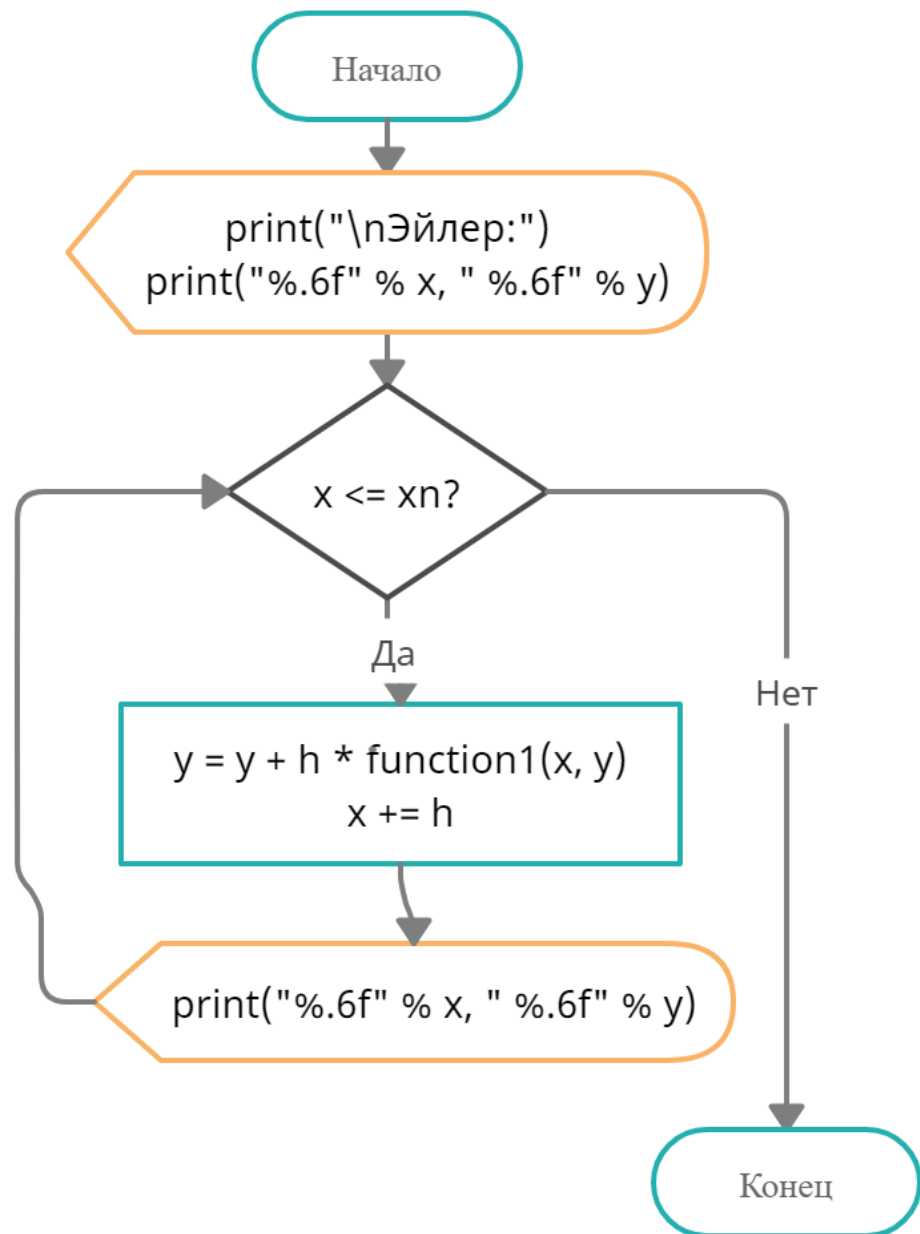 Начало
print("\nЭйлер:")
print("%.6f" % x, " %.6f" % y)
x <= xn?
Да
Нет
y = y + h * function1(x, y)
x += h
print("%.6f" % x, " %.6f" % y)
Конец